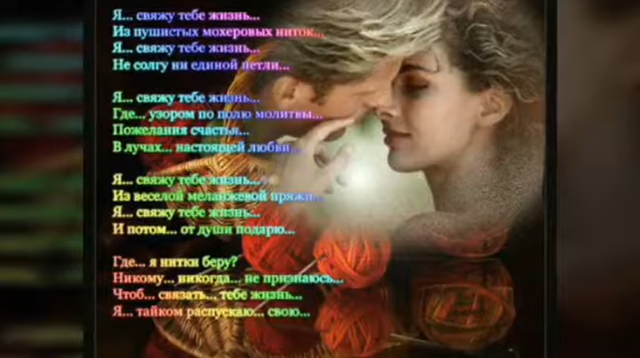 Я... свяжу тебе жизнь...
Из пушистых мохеровых ниток...
Я... свяжу тебе жизнь...
Не солгу ни единой петли...
Я... свяжу тебе жизнь...
Где... узором по полю молитвы...
Пожелания счастья...
В лучах... настоящей любви...
Я... свяжу тебе жизнь...
Из веселой меланжевой пряжи...
Я... свяжу тебе жизнь...
И потом... от души подарю...
Где... я нитки беру?
Никому... никогда... не признаюсь...
Чтоб... связать... тебе жизнь...
Я... тайком распускаю... свою...